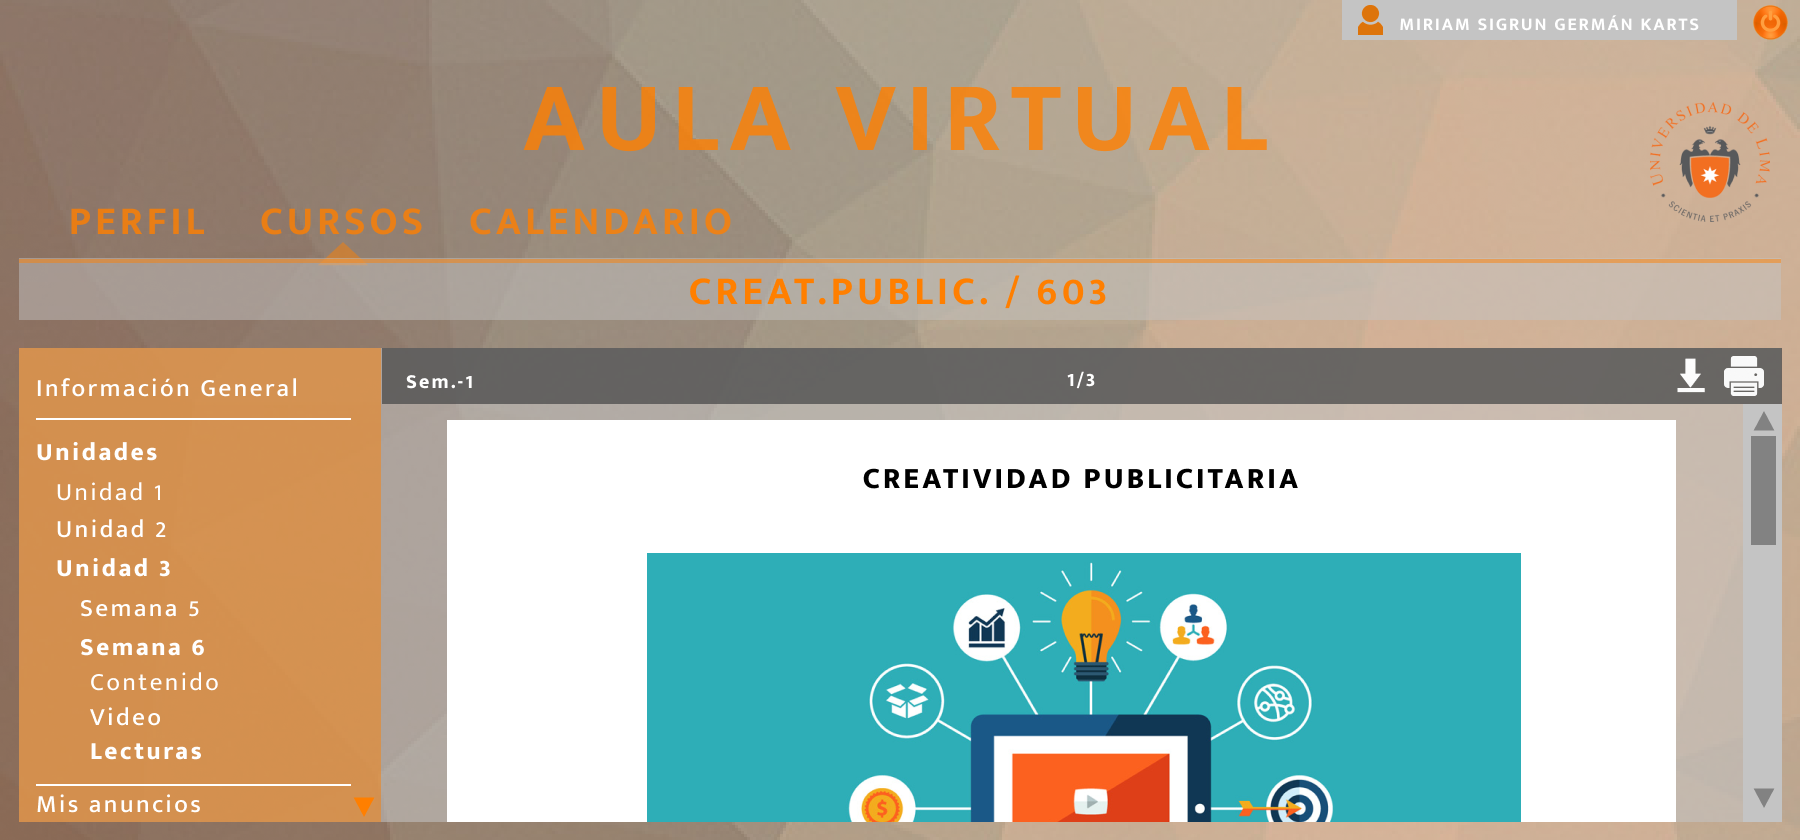 MIRIAM SIGRUN GERMÁN KARTS
AULA VIRTUAL
UNIVERSIDAD DE LIMA
SCIENTIA ET PRAXIS
PERFIL CURSOS CALENDARIO
CREAT.PUBLIC. / 603
Información General
Unidades
Unidad 1
Unidad 2
Unidad 3
Semana 5
Semana 6
Contenido
Video
Lecturas
Mis anuncios
Sem.-1 1/3
CREATIVIDAD PUBLICITARIA
$